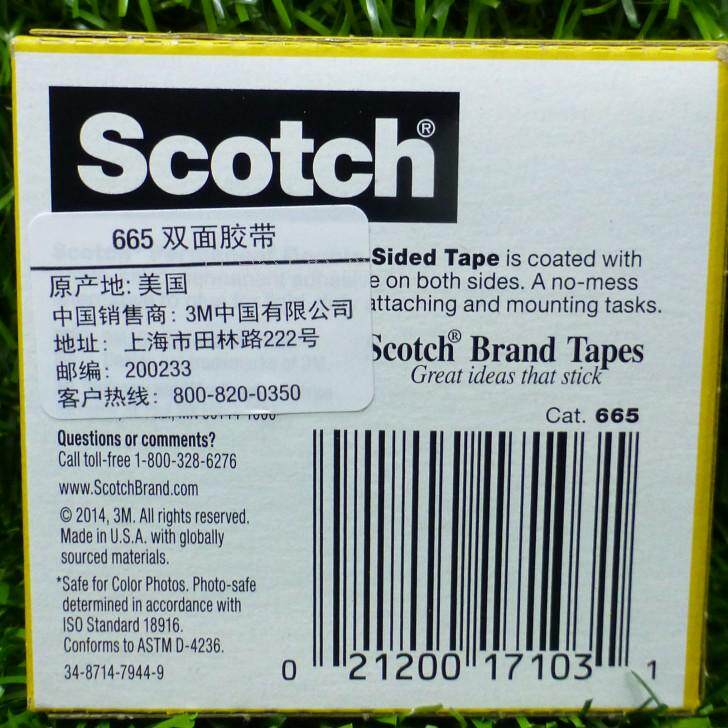 Scotch®
665 双面胶带
原产地: 美国
中国销售商: 3M中国有限公司
地址: 上海市田林路222号
邮编: 200233
客户热线: 800-820-0350
Sided Tape is coated with
e on both sides. A no-mess
attaching and mounting tasks.
Scotch® Brand Tapes
Great ideas that stick
Cat. 665
Questions or comments?
Call toll-free 1-800-328-6276
www.ScotchBrand.com
© 2014, 3M. All rights reserved.
Made in U.S.A. with globally
sourced materials.
*Safe for Color Photos. Photo-safe
determined in accordance with
ISO Standard 18916.
Conforms to ASTM D-4236.
34-8714-7944-9
0 21200 17103 1